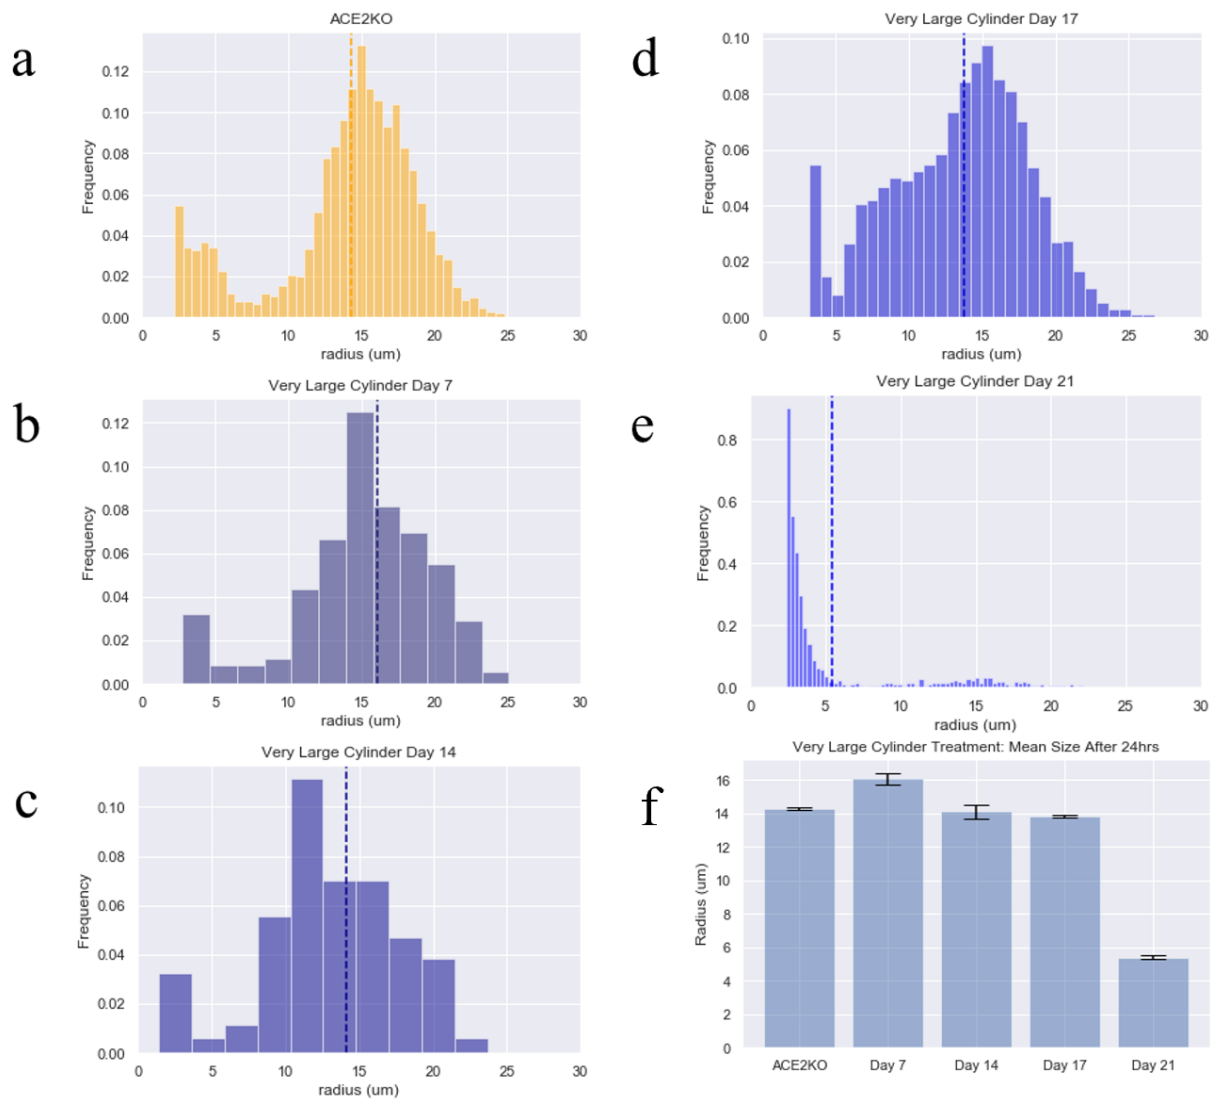 a
ACE2KO
Frequency
0.12
0.10
0.08
0.06
0.04
0.02
0.00
0 5 10 15 20 25 30
radius (um)
b
Very Large Cylinder Day 7
Frequency
0.12
0.10
0.08
0.06
0.04
0.02
0.00
0 5 10 15 20 25 30
radius (um)
c
Very Large Cylinder Day 14
Frequency
0.10
0.08
0.06
0.04
0.02
0.00
0 5 10 15 20 25 30
radius (um)
d
Very Large Cylinder Day 17
Frequency
0.10
0.08
0.06
0.04
0.02
0.00
0 5 10 15 20 25 30
radius (um)
e
Very Large Cylinder Day 21
Frequency
0.8
0.6
0.4
0.2
0.0
0 5 10 15 20 25 30
radius (um)
f
Very Large Cylinder Treatment: Mean Size After 24hrs
Radius (um)
16
14
12
10
8
6
4
2
0
ACE2KO Day 7 Day 14 Day 17 Day 21